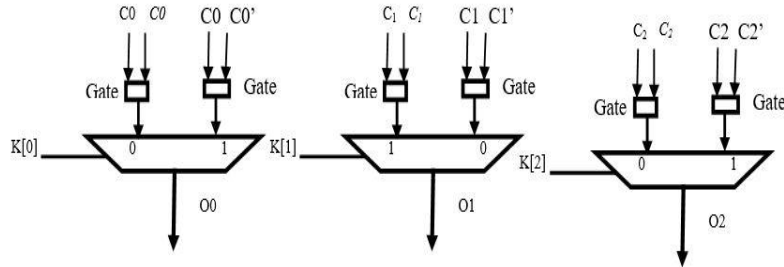 C0 C0 C0 C0'
Gate Gate
K[0] 0 1
O0
C₁ C₁ C1 C1'
Gate Gate
K[1] 1 0
O1
C₂ C₂ C2 C2'
Gate Gate
K[2] 0 1
O2